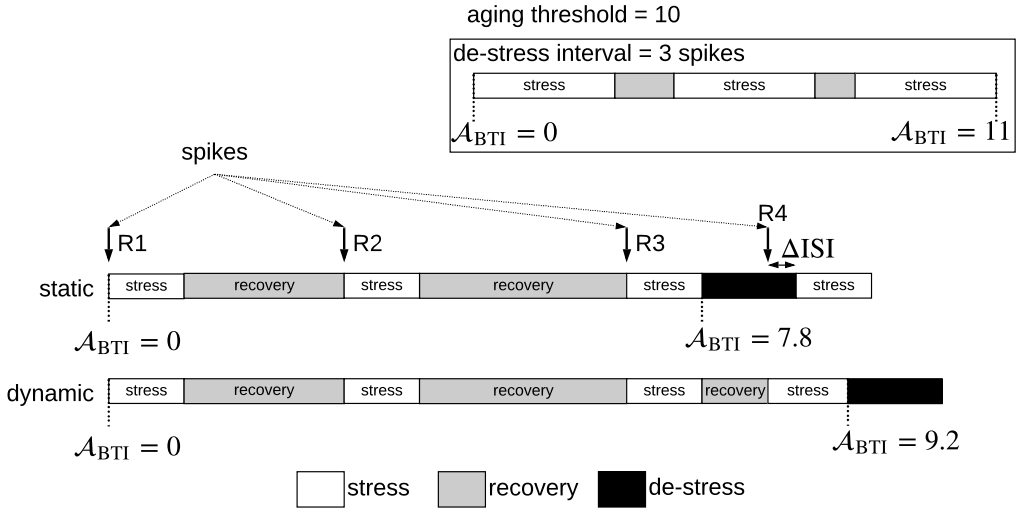 aging threshold = 10
de-stress interval = 3 spikes
stress stress stress
𝒜BTI = 0 𝒜BTI = 11
spikes
R4
R1 R2 R3 ΔISI
static stress recovery stress recovery stress stress
𝒜BTI = 0 𝒜BTI = 7.8
dynamic stress recovery stress recovery stress recovery stress
𝒜BTI = 0 𝒜BTI = 9.2
stress recovery de-stress